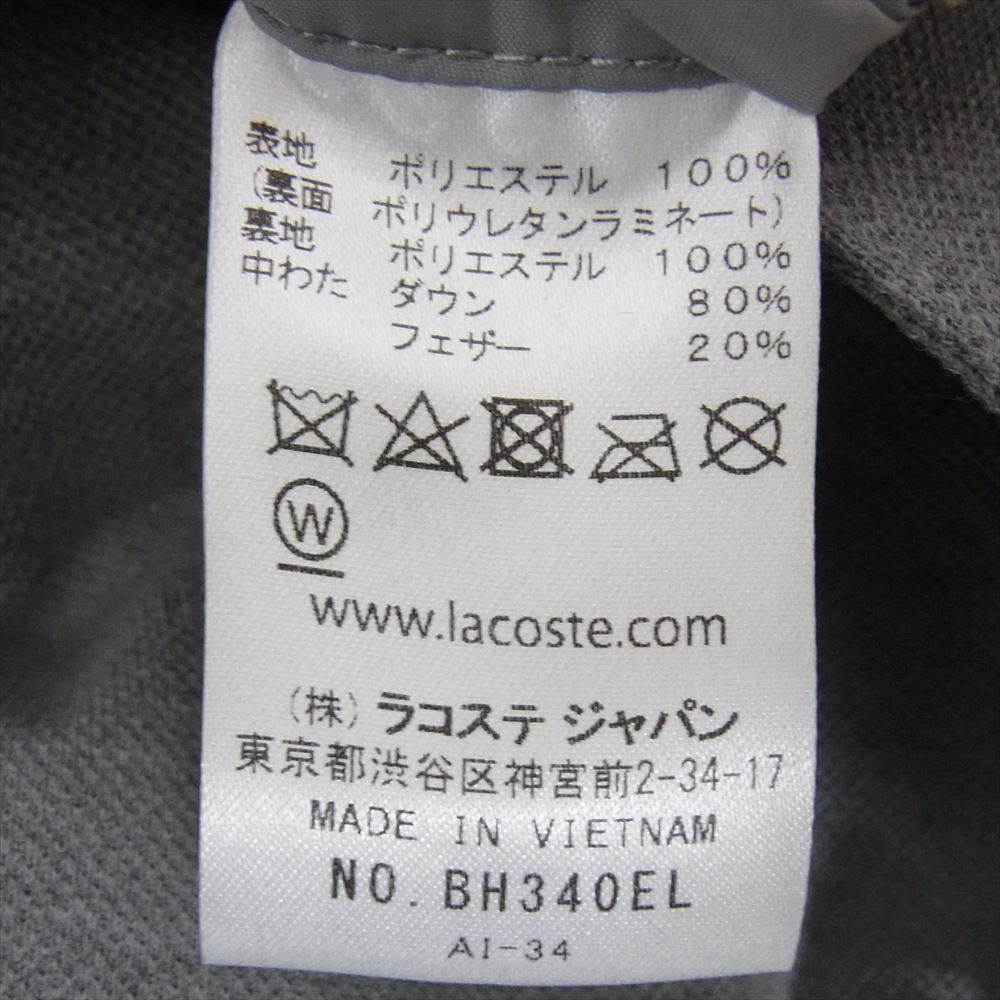 表地 ポリエステル 100%
(裏面 ポリウレタンラミネート)
裏地 ポリエステル 100%
中わた ダウン 80%
フェザー 20%
W
www.lacoste.com
(株) ラコステ ジャパン
東京都渋谷区神宮前2-34-17
MADE IN VIETNAM
NO. BH340EL
AI-34